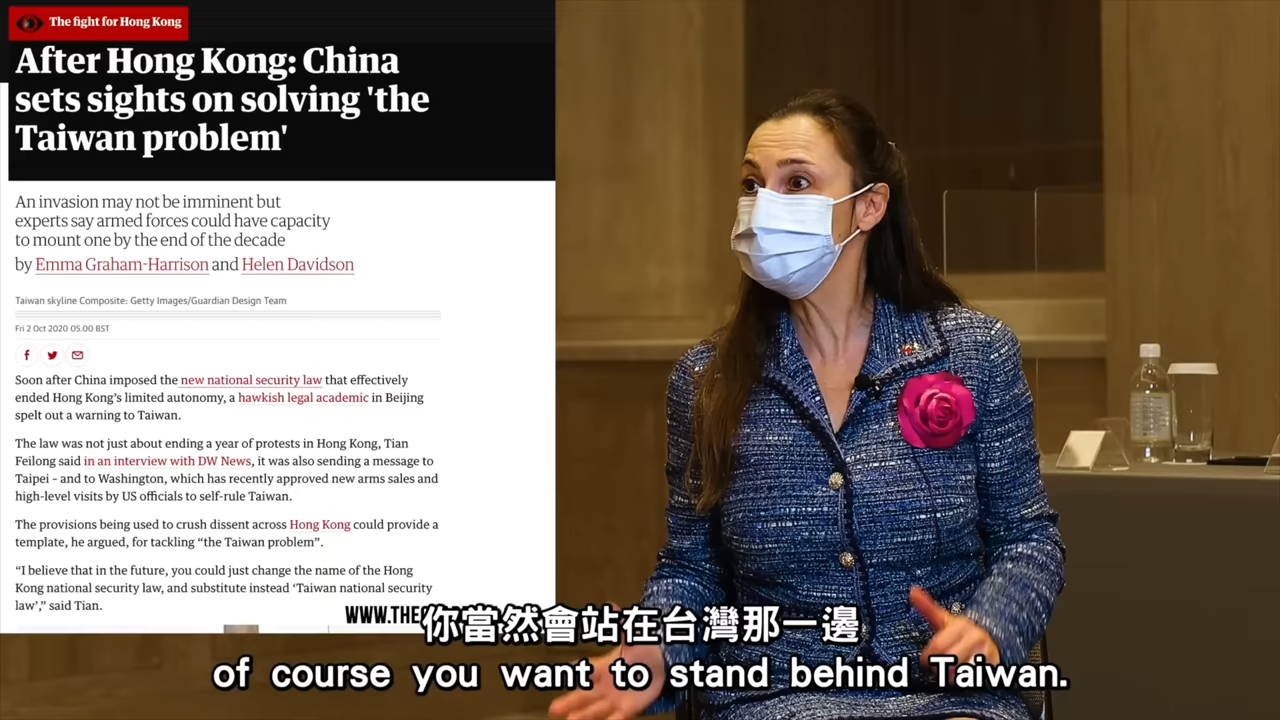 The fight for Hong Kong
After Hong Kong: China
sets sights on solving 'the
Taiwan problem'
An invasion may not be imminent but
experts say armed forces could have capacity
to mount one by the end of the decade
by Emma Graham-Harrison and Helen Davidson
Taiwan skyline Composite: Getty Images/Guardian Design Team
Fri 2 Oct 2020 05.00 BST
Soon after China imposed the new national security law that effectively
ended Hong Kong's limited autonomy, a hawkish legal academic in Beijing
spelt out a warning to Taiwan.
The law was not just about ending a year of protests in Hong Kong, Tian
Feilong said in an interview with DW News, it was also sending a message to
Taipei – and to Washington, which has recently approved new arms sales and
high-level visits by US officials to self-rule Taiwan.
The provisions being used to crush dissent across Hong Kong could provide a
template, he argued, for tackling “the Taiwan problem”.
“I believe that in the future, you could just change the name of the Hong
Kong national security law, and substitute instead ‘Taiwan national security
law’,” said Tian.
你當然會站在台灣那一邊
of course you want to stand behind Taiwan.